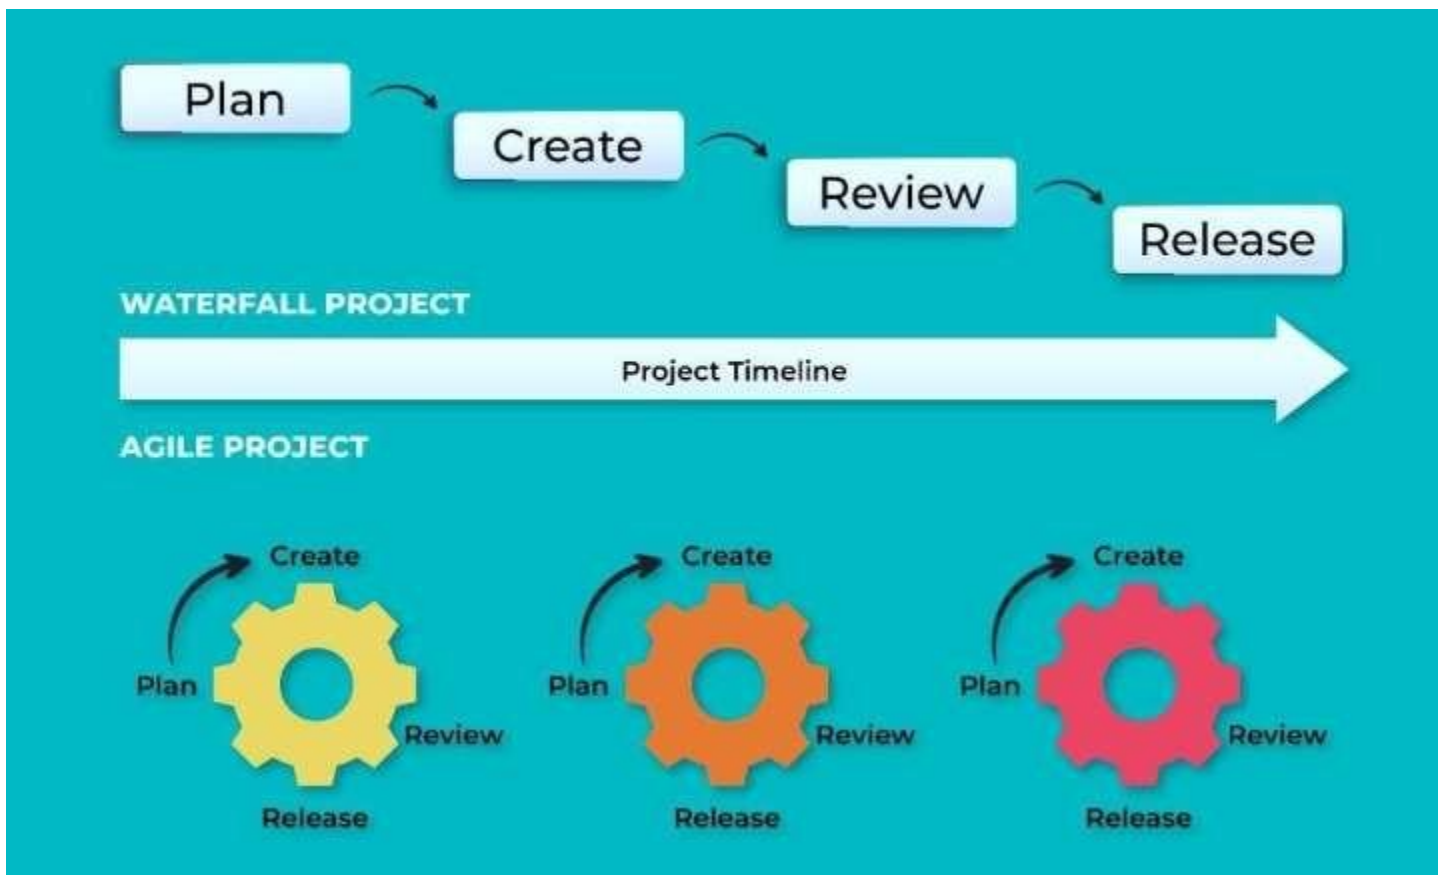 Plan
Create
Review
Release
WATERFALL PROJECT
Project Timeline
AGILE PROJECT
Create
Plan
Review
Release
Create
Plan
Review
Release
Create
Plan
Review
Release